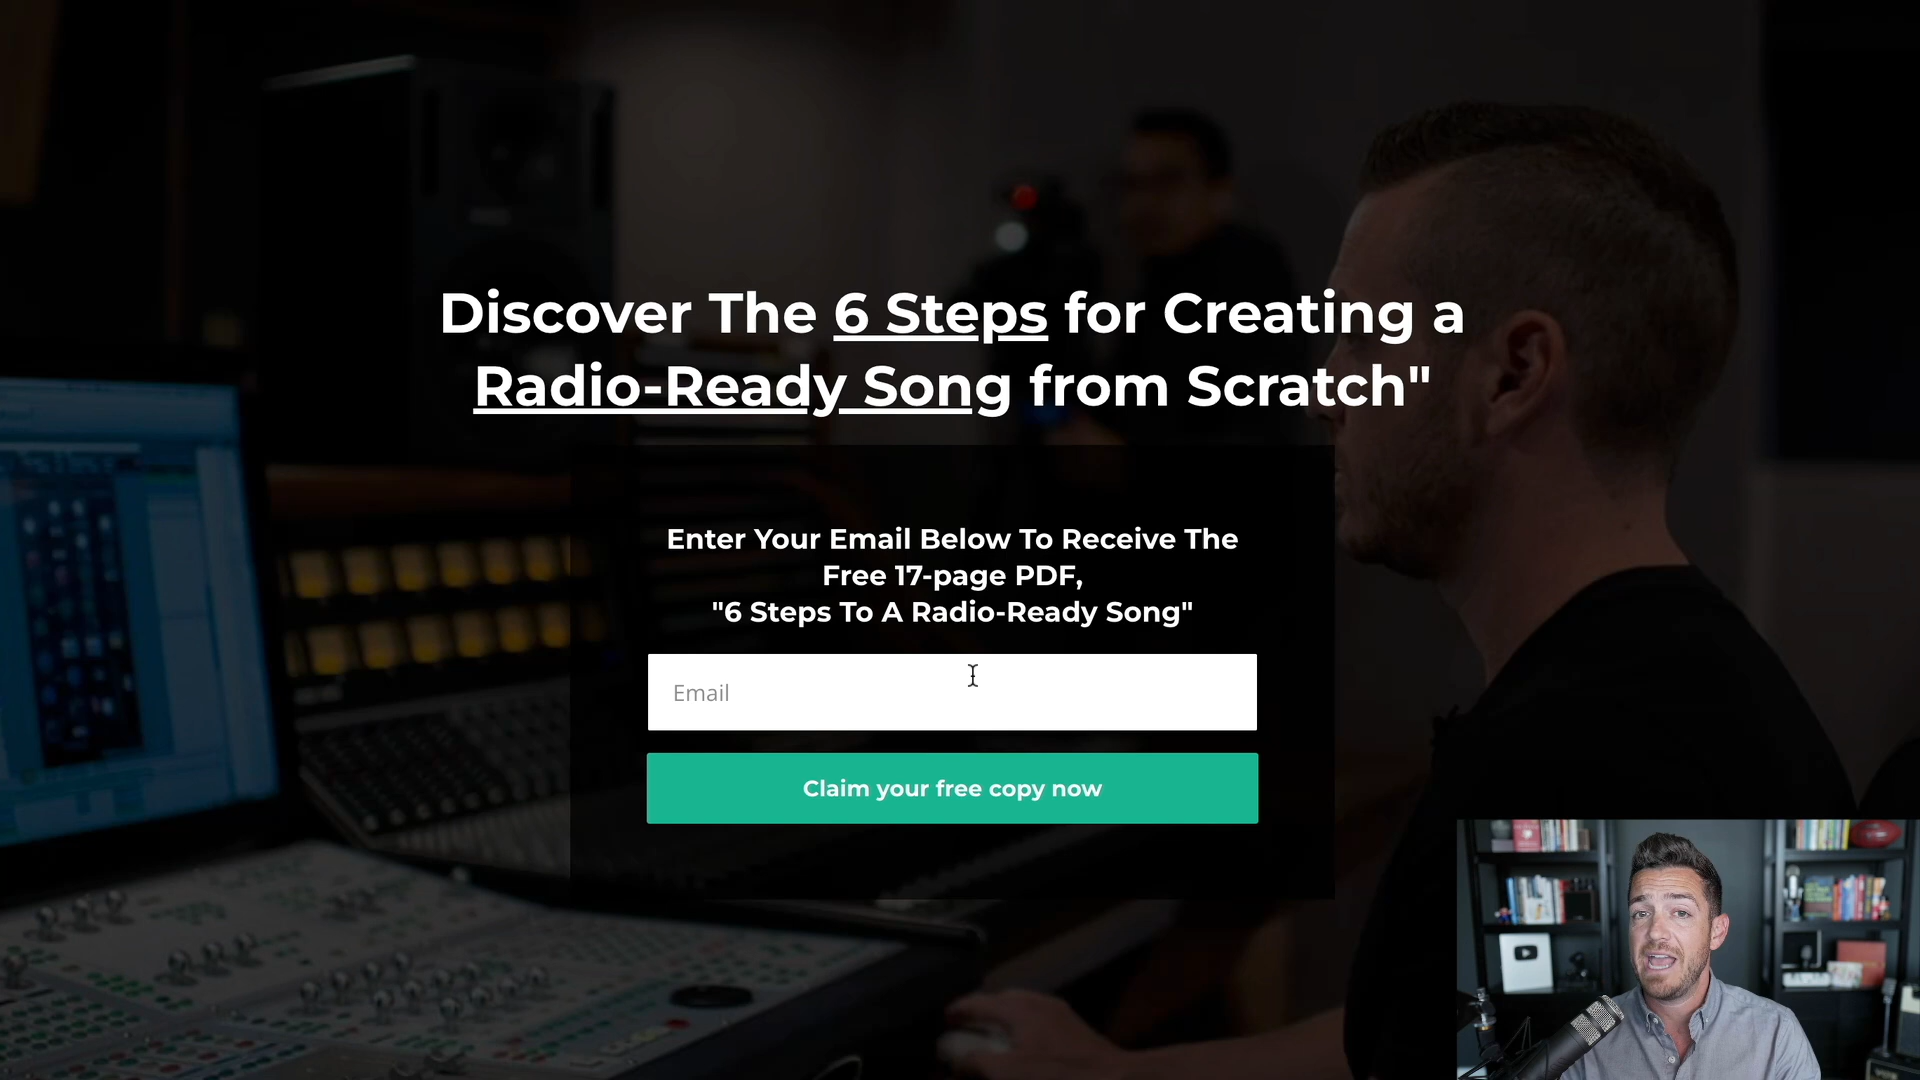 Discover The 6 Steps for Creating a
Radio-Ready Song from Scratch"
Enter Your Email Below To Receive The
Free 17-page PDF,
"6 Steps To A Radio-Ready Song"
Email
Claim your free copy now